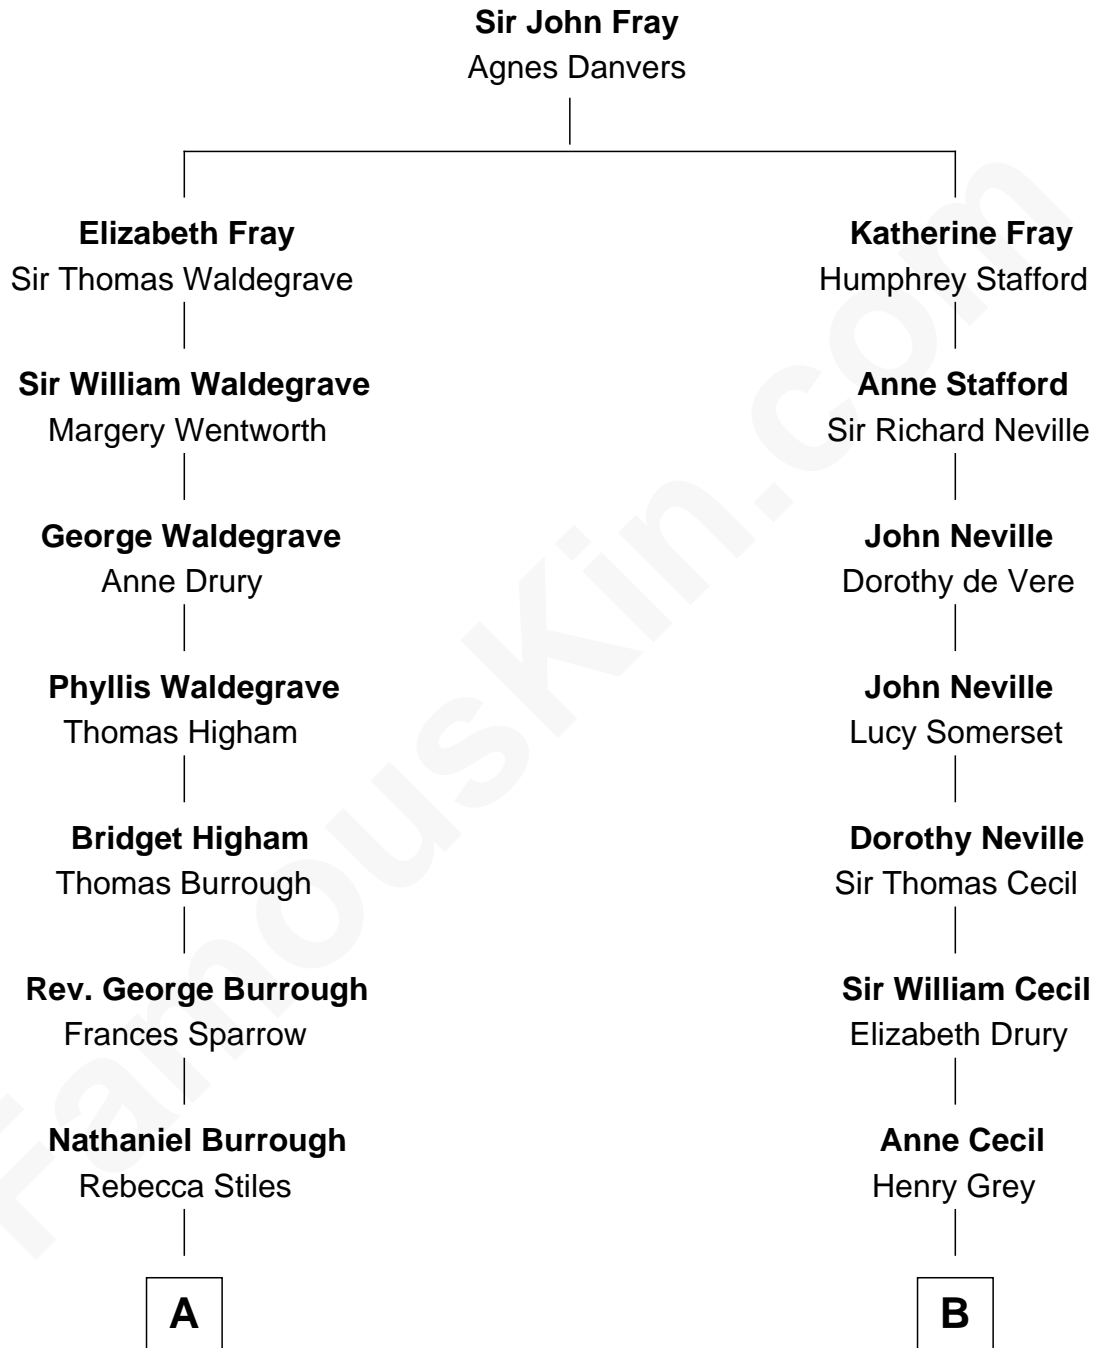 Sir John Fray
Agnes Danvers
Elizabeth Fray
Sir Thomas Waldegrave
Katherine Fray
Humphrey Stafford
Sir William Waldegrave
Margery Wentworth
Anne Stafford
Sir Richard Neville
George Waldegrave
Anne Drury
John Neville
Dorothy de Vere
Phyllis Waldegrave
Thomas Higham
John Neville
Lucy Somerset
Bridget Higham
Thomas Burrough
Dorothy Neville
Sir Thomas Cecil
Rev. George Burrough
Frances Sparrow
Sir William Cecil
Elizabeth Drury
Nathaniel Burrough
Rebecca Stiles
Anne Cecil
Henry Grey
A
B
FamousKin.com